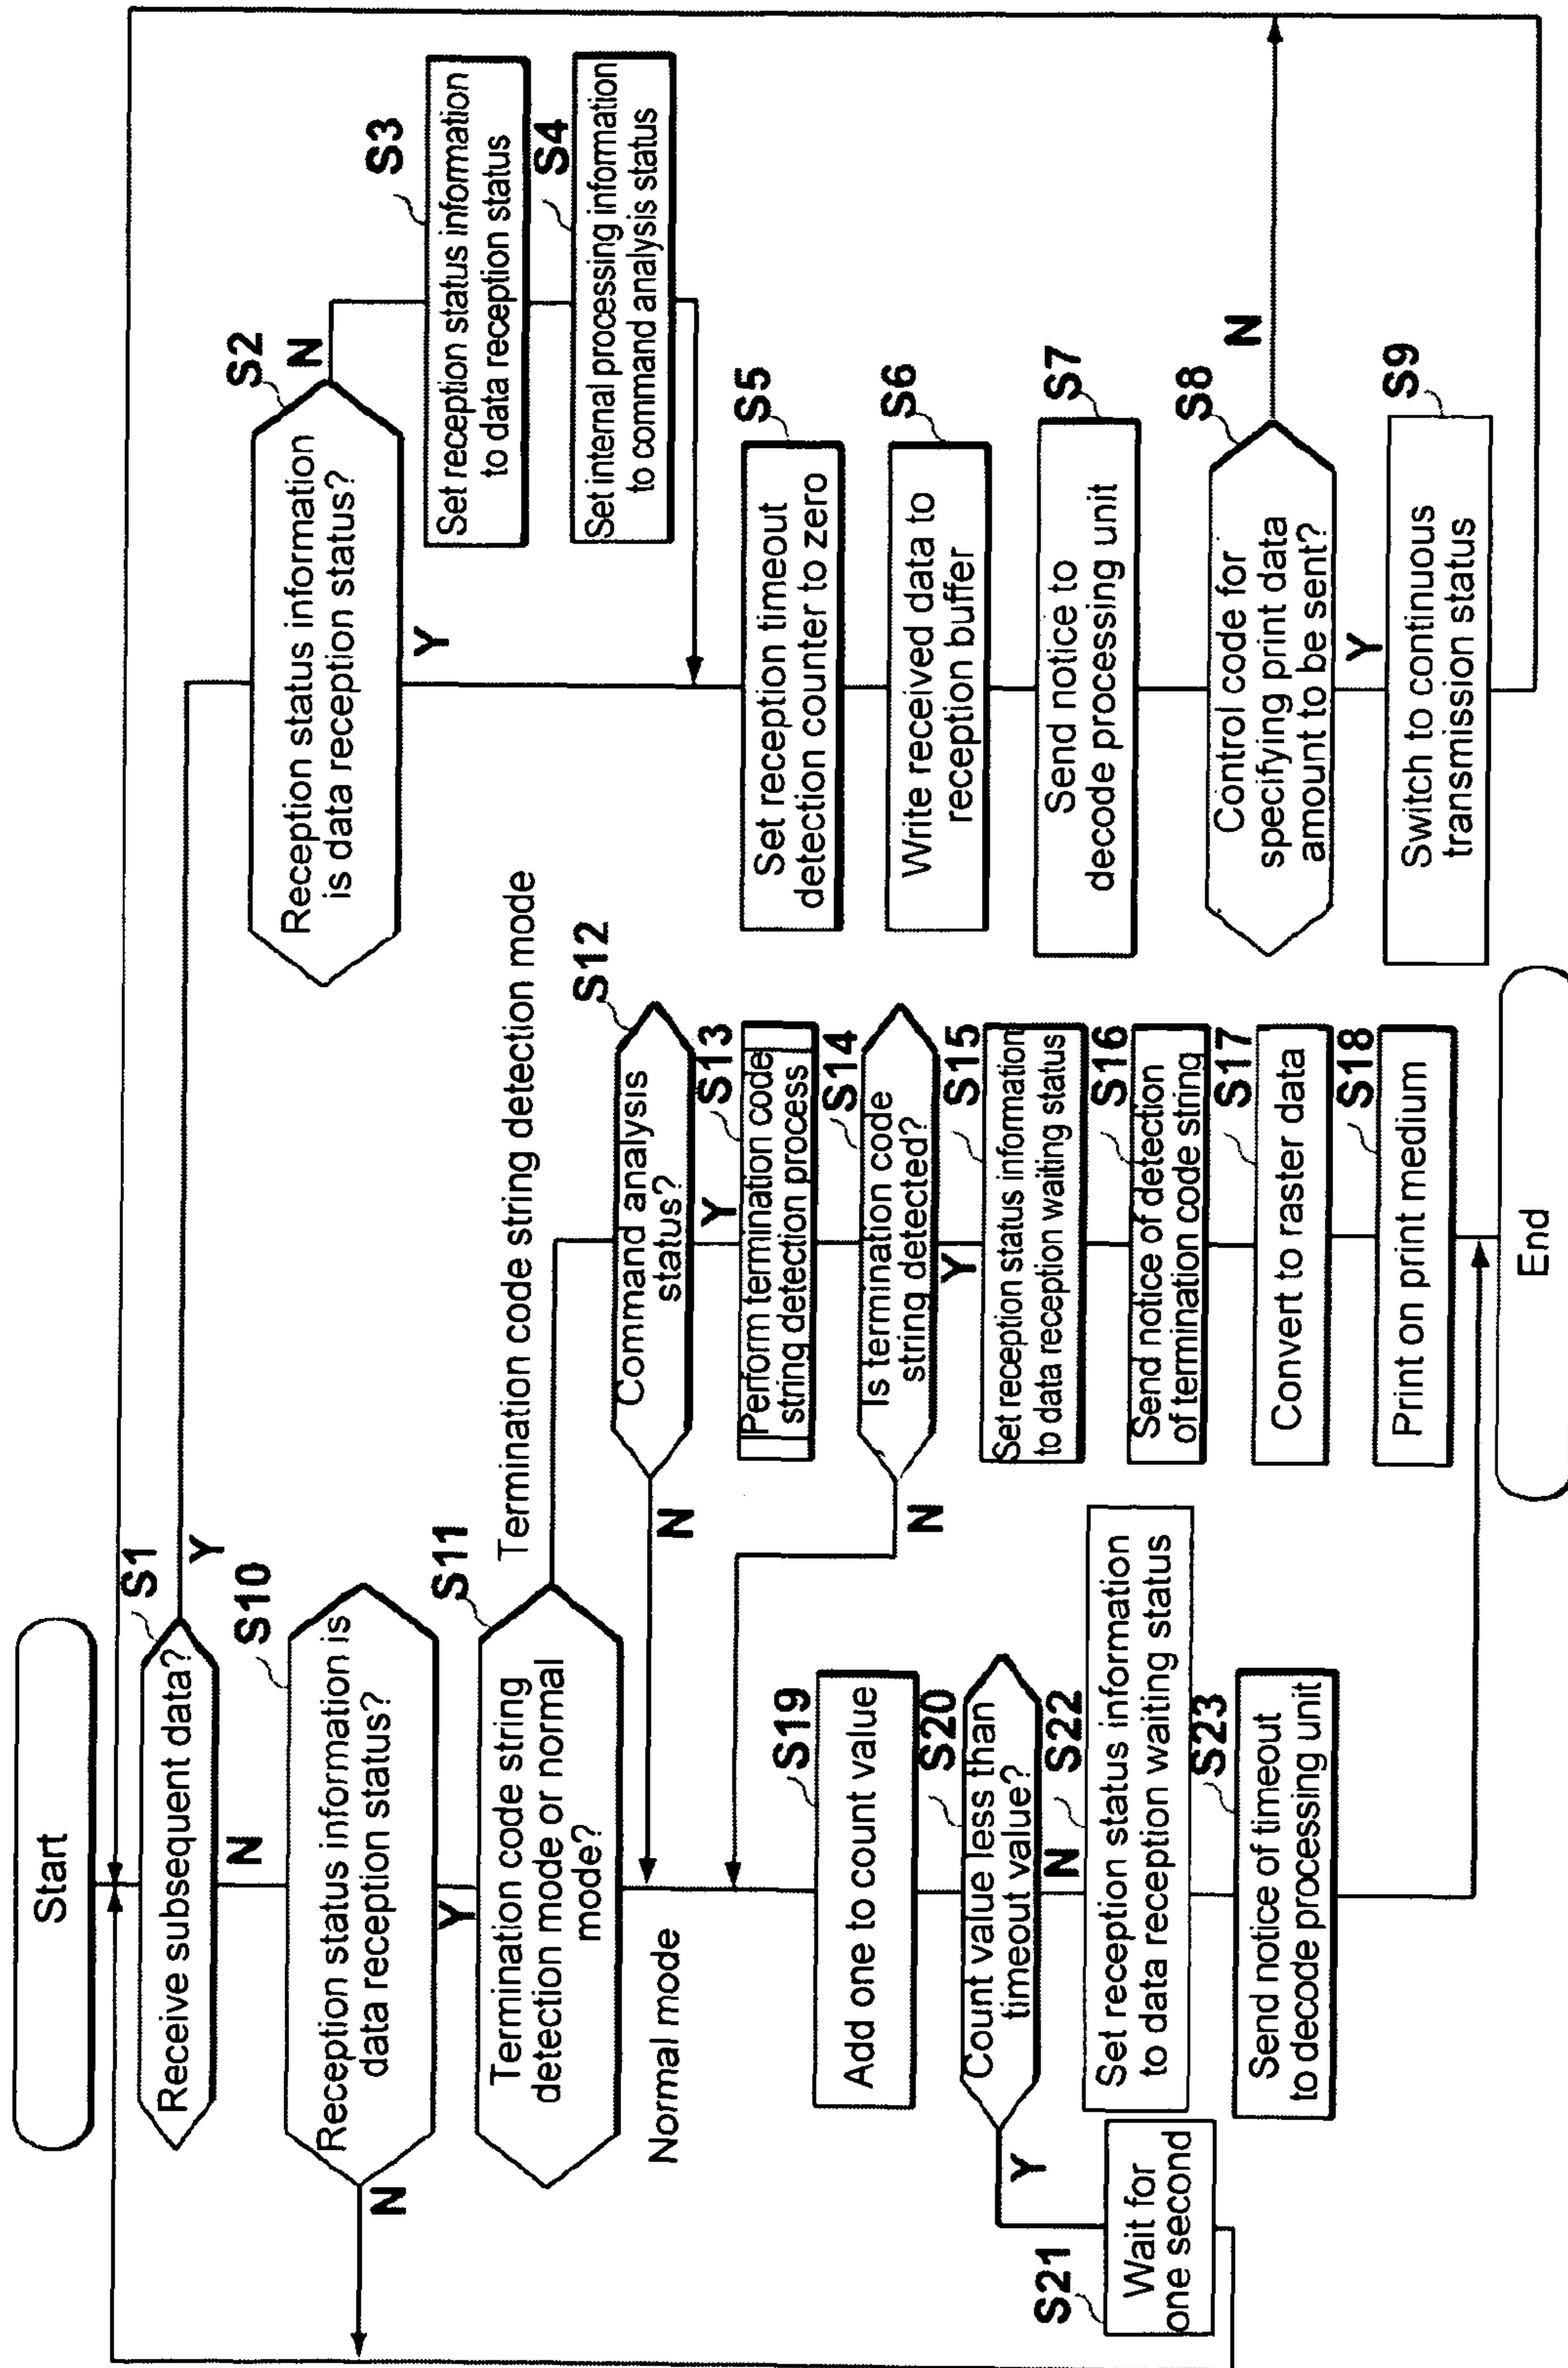 Start
S1
Receive subsequent data?
Y
N
S10
Reception status information is
data reception status?
N
Y
S11
Termination code string
detection mode or normal
mode?
Termination code string detection mode
Normal mode
S12
Command analysis
status?
N
Y
S13
Perform termination code
string detection process
S14
Is termination code
string detected?
N
Y
S15
Set reception status information
to data reception waiting status
S16
Send notice of detection
of termination code string
S17
Convert to raster data
S18
Print on print medium
S19
Add one to count value
S20
Count value less than
timeout value?
Y
N
S21
Wait for
one second
S22
Set reception status information
to data reception waiting status
S23
Send notice of timeout
to decode processing unit
S2
Reception status information
is data reception status?
N
Y
S3
Set reception status information
to data reception status
S4
Set internal processing information
to command analysis status
S5
Set reception timeout
detection counter to zero
S6
Write received data to
reception buffer
S7
Send notice to
decode processing unit
S8
Control code for
specifying print data
amount to be sent?
N
Y
S9
Switch to continuous
transmission status
End